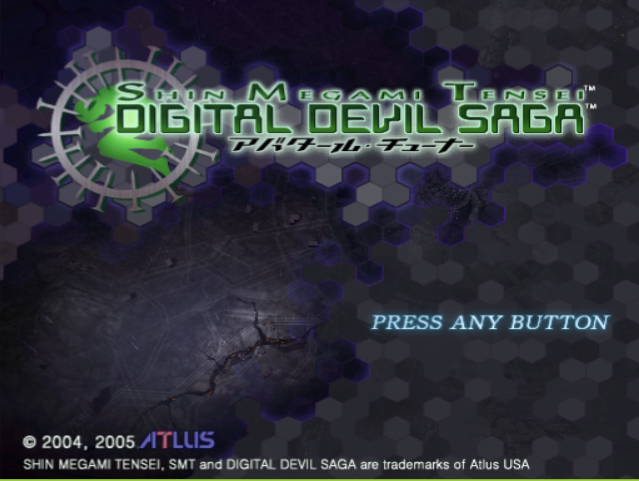 SHIN MEGAMI TENSEI™
DIGITAL DEVIL SAGA™
アバタール・チューナー
PRESS ANY BUTTON
© 2004, 2005 ATLUS
SHIN MEGAMI TENSEI, SMT and DIGITAL DEVIL SAGA are trademarks of Atlus USA